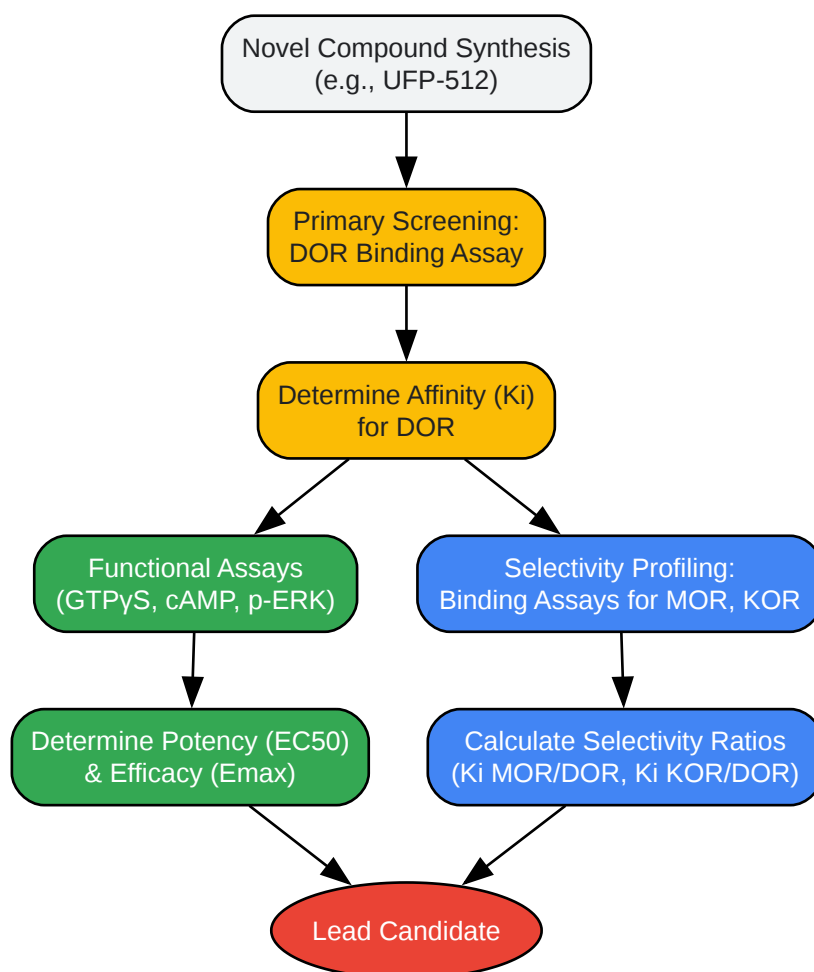 Novel Compound Synthesis
(e.g., UFP-512)
Primary Screening:
DOR Binding Assay
Determine Affinity (Ki)
for DOR
Functional Assays
(GTPγS, cAMP, p-ERK)
Selectivity Profiling:
Binding Assays for MOR, KOR
Determine Potency (EC50)
& Efficacy (Emax)
Calculate Selectivity Ratios
(Ki MOR/DOR, Ki KOR/DOR)
Lead Candidate